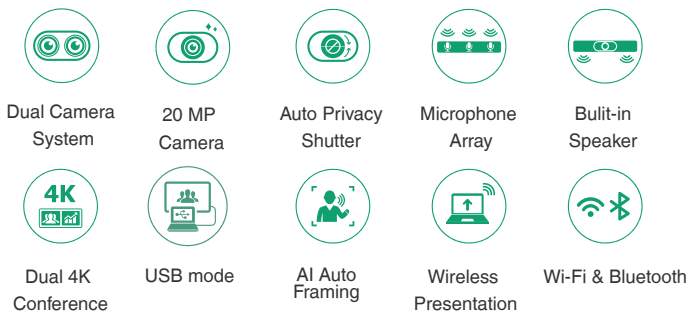 Dual Camera
System
20 MP
Camera
Auto Privacy
Shutter
Microphone
Array
Bulit-in
Speaker
4K
Dual 4K
Conference
USB mode
AI Auto
Framing
Wireless
Presentation
Wi-Fi & Bluetooth